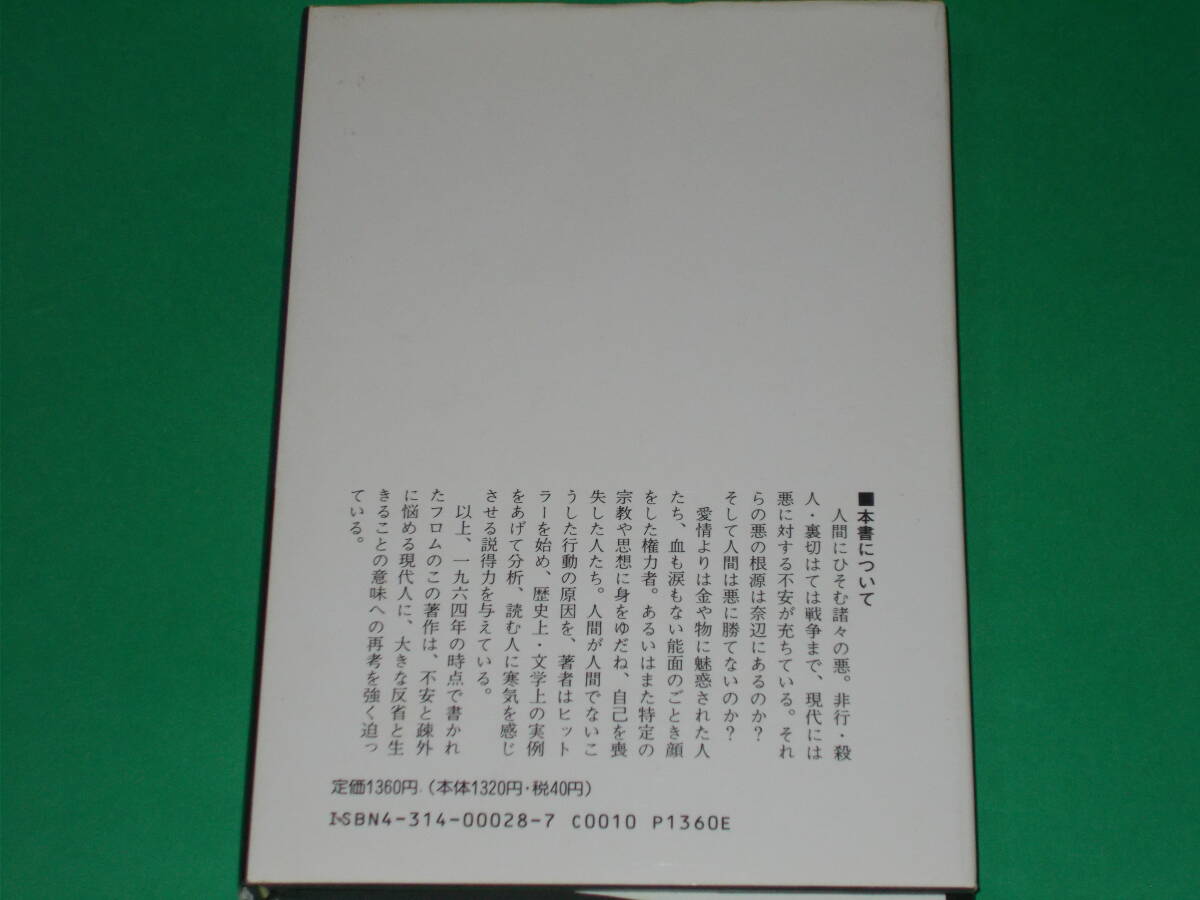 ■本書について
人間にひそむ諸々の悪。非行・殺
人・裏切はては戦争まで、現代には
悪に対する不安が充ちている。それ
らの悪の根源は奈辺にあるのか?
そして人間は悪に勝てないのか?
愛情よりは金や物に魅惑された人
たち、血も涙もない能面のごとき顔
をした権力者。あるいはまた特定の
宗教や思想に身をゆだね、自己を喪
失した人たち。人間が人間でないこ
うした行動の原因を、著者はヒット
ラーを始め、歴史上・文学上の実例
をあげて分析、読む人に寒気を感じ
させる説得力を与えている。
以上、一九六四年の時点で書かれ
たフロムのこの著作は、不安と疎外
に悩める現代人に、大きな反省と生
きることの意味への再考を強く迫っ
ている。
定価1360円(本体1320円・税40円)
ISBN4-314-00028-7 C0010 P1360E